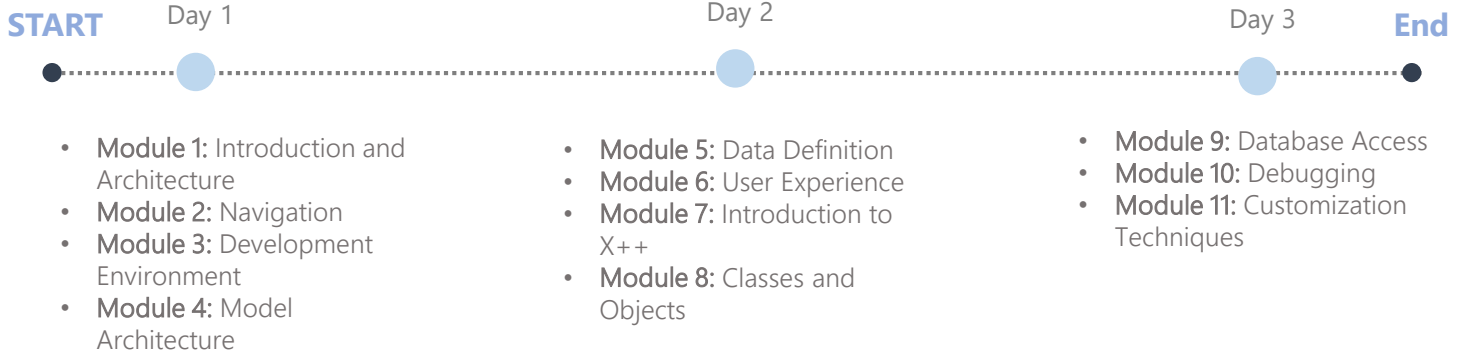 START
Day 1
Day 2
Day 3
End
• Module 1: Introduction and
Architecture
• Module 2: Navigation
• Module 3: Development
Environment
• Module 4: Model
Architecture
• Module 5: Data Definition
• Module 6: User Experience
• Module 7: Introduction to
X++
• Module 8: Classes and
Objects
• Module 9: Database Access
• Module 10: Debugging
• Module 11: Customization
Techniques